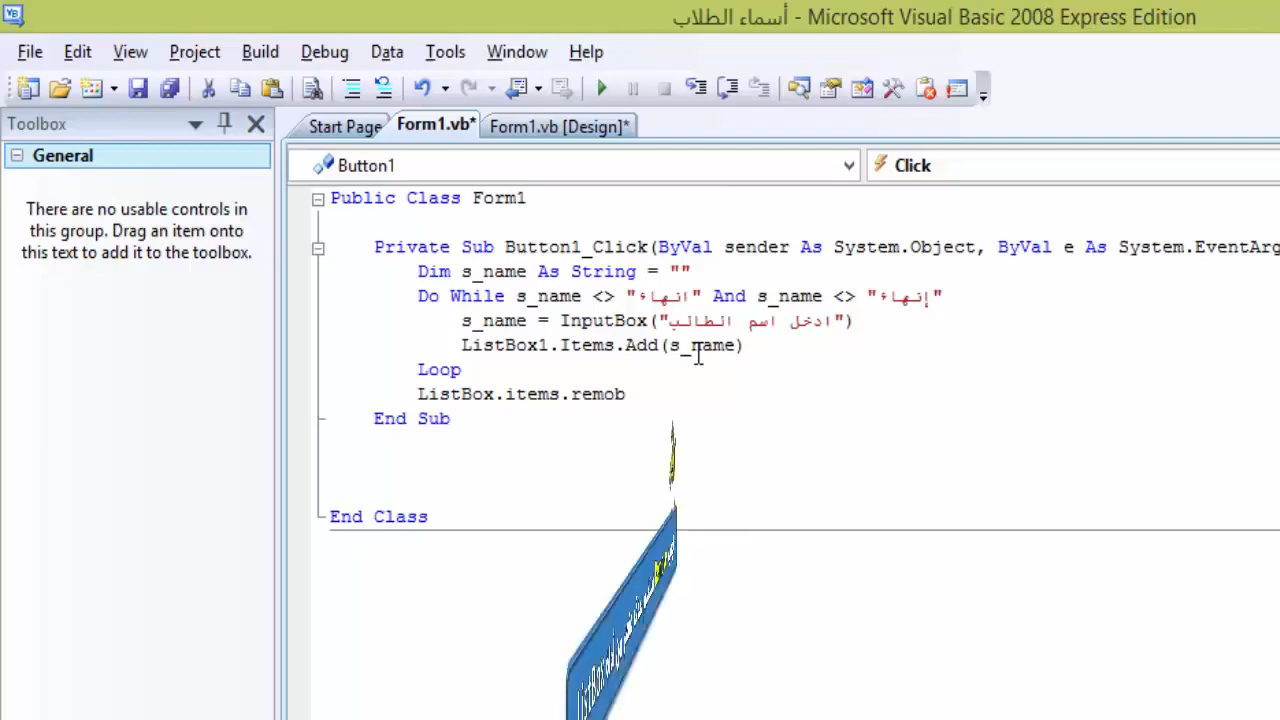 أسماء الطلاب - Microsoft Visual Basic 2008 Express Edition
File Edit View Project Build Debug Data Tools Window Help
Toolbox
Start Page Form1.vb* Form1.vb [Design]*
General
Button1 Click
There are no usable controls in
this group. Drag an item onto
this text to add it to the toolbox.
Public Class Form1
Private Sub Button1_Click(ByVal sender As System.Object, ByVal e As System.EventArg
Dim s_name As String = ""
Do While s_name <> "انهاء" And s_name <> "إنهاء"
s_name = InputBox("ادخل اسم الطالب")
ListBox1.Items.Add(s_name)
Loop
ListBox.items.remob
End Sub
End Class
ListBox